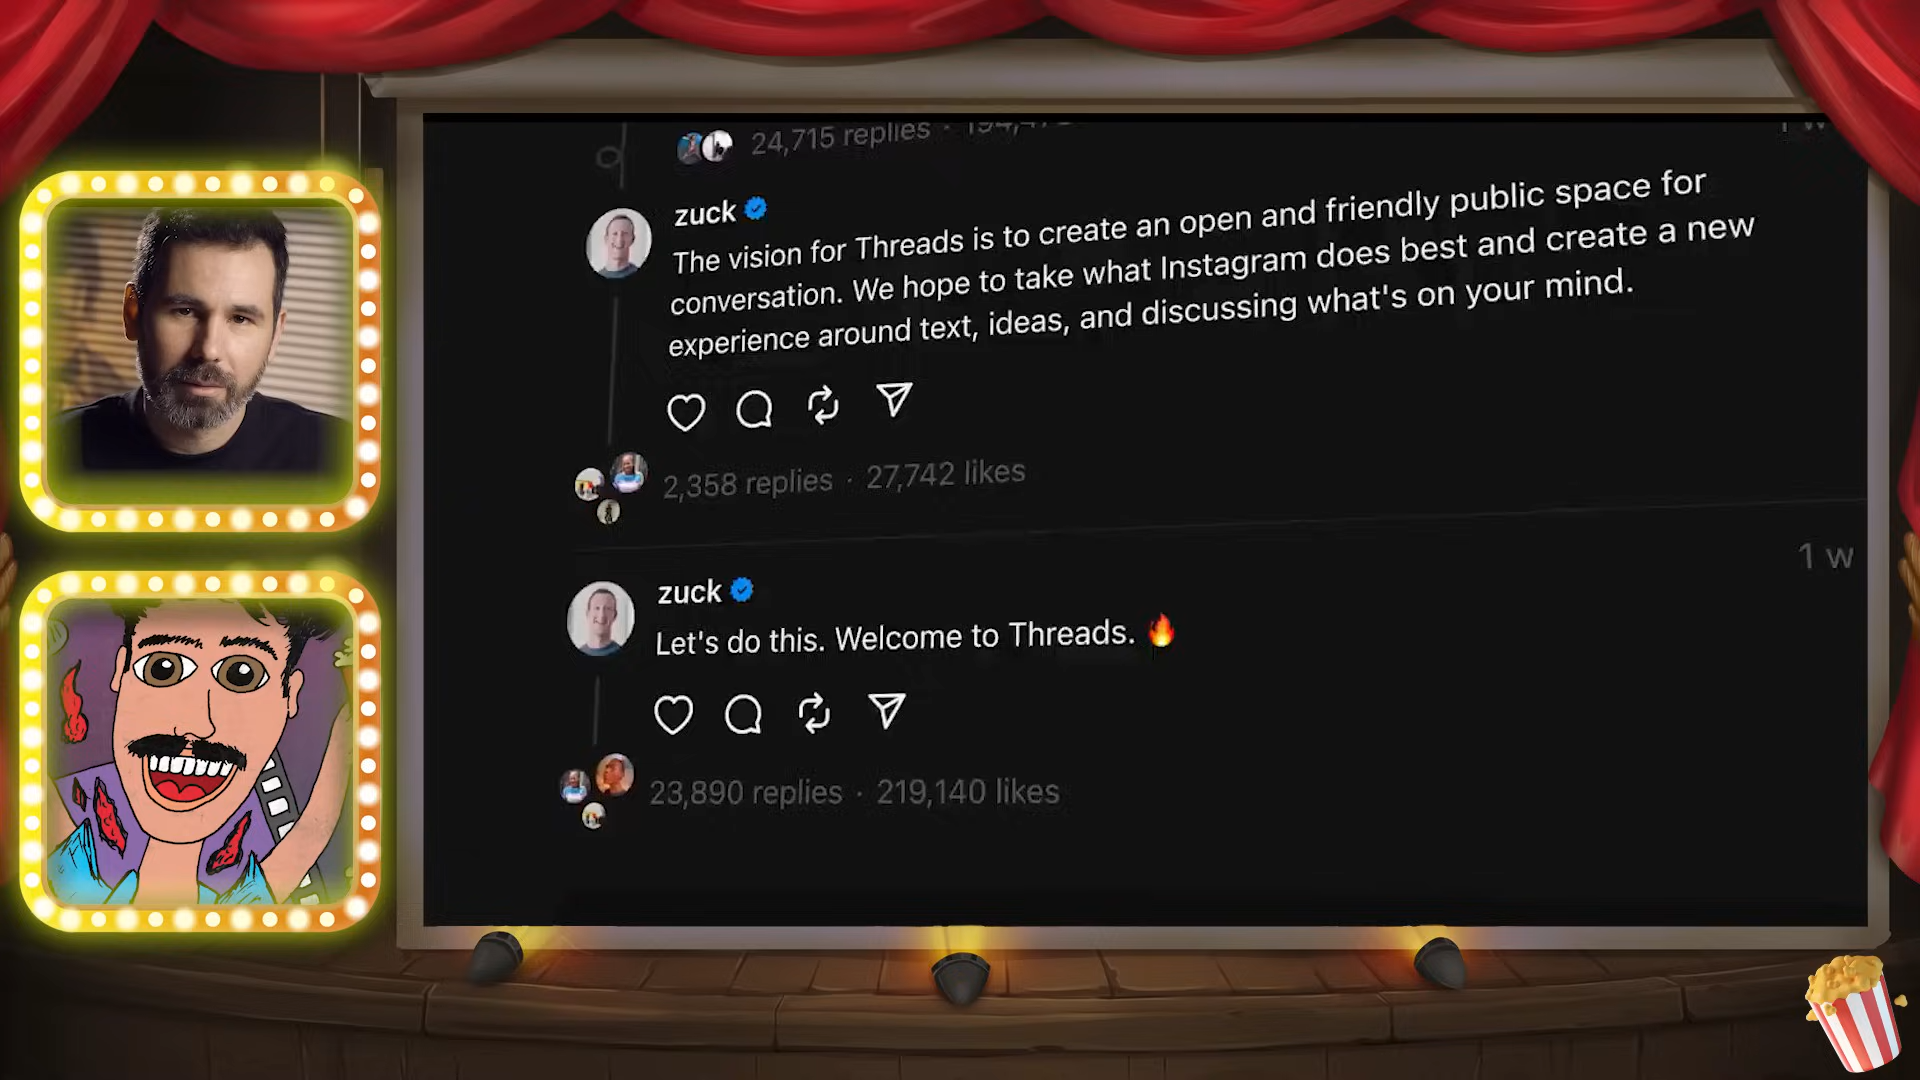 24,715 replies ·
zuck
The vision for Threads is to create an open and friendly public space for
conversation. We hope to take what Instagram does best and create a new
experience around text, ideas, and discussing what's on your mind.
2,358 replies · 27,742 likes
1 w
zuck
Let's do this. Welcome to Threads. 🔥
23,890 replies · 219,140 likes